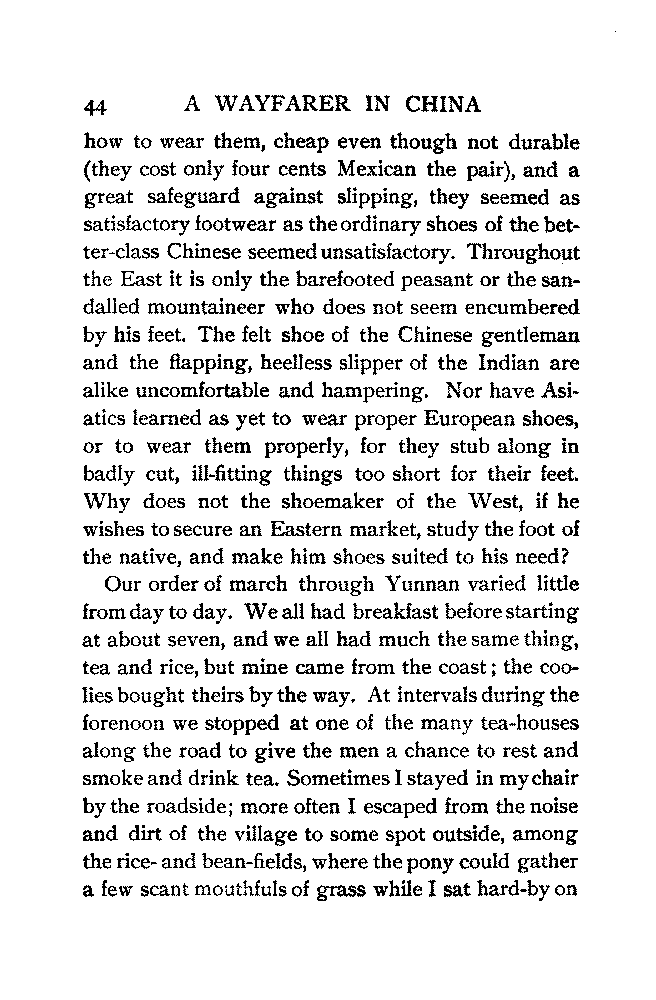 44 A WAYFARER IN CHINA
how to wear them, cheap even though not durable
(they cost only four cents Mexican the pair), and a
great safeguard against slipping, they seemed as
satisfactory footwear as the ordinary shoes of the bet-
ter-class Chinese seemed unsatisfactory. Throughout
the East it is only the barefooted peasant or the san-
dalled mountaineer who does not seem encumbered
by his feet. The felt shoe of the Chinese gentleman
and the flapping, heelless slipper of the Indian are
alike uncomfortable and hampering. Nor have Asi-
atics learned as yet to wear proper European shoes,
or to wear them properly, for they stub along in
badly cut, ill-fitting things too short for their feet.
Why does not the shoemaker of the West, if he
wishes to secure an Eastern market, study the foot of
the native, and make him shoes suited to his need?
Our order of march through Yunnan varied little
from day to day. We all had breakfast before starting
at about seven, and we all had much the same thing,
tea and rice, but mine came from the coast; the coo-
lies bought theirs by the way. At intervals during the
forenoon we stopped at one of the many tea-houses
along the road to give the men a chance to rest and
smoke and drink tea. Sometimes I stayed in my chair
by the roadside; more often I escaped from the noise
and dirt of the village to some spot outside, among
the rice- and bean-fields, where the pony could gather
a few scant mouthfuls of grass while I sat hard-by on